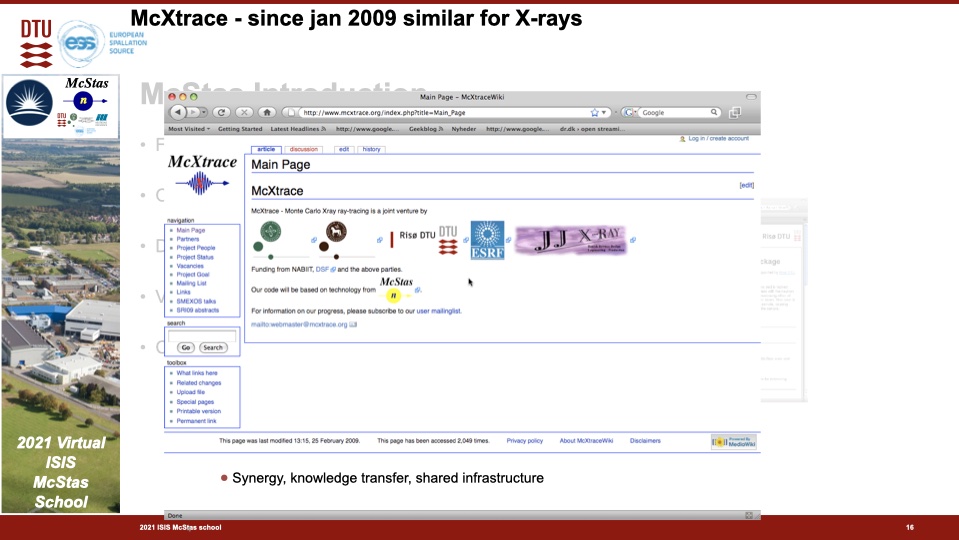 McXtrace - since jan 2009 similar for X-rays
DTU
ess
EUROPEAN
SPALLATION
SOURCE
McStas
n
McStas Introduction
Main Page - McXtraceWiki
http://www.mcxtrace.org/index.php?title=Main_Page
Google
Most Visited
Getting Started
Latest Headlines
http://www.google....
Geekblog
Nyheder
http://www.google....
dr.dk - open streami...
Log in / create account
article
discussion
edit
history
McXtrace
Main Page
McXtrace
[edit]
McXtrace - Monte Carlo Xray ray-tracing is a joint venture by
Risø DTU
DTU
ESRF
JJ X-RAY
Funding from NABIIT, DSF and the above parties.
Our code will be based on technology from McStas
n
.
For information on our progress, please subscribe to our user mailinglist.
mailto:webmaster@mcxtrace.org
navigation
Main Page
Partners
Project People
Project Status
Vacancies
Project Goal
Mailing List
Links
SMEXOS talks
SRI09 abstracts
search
Go
Search
toolbox
What links here
Related changes
Upload file
Special pages
Printable version
Permanent link
This page was last modified 13:15, 25 February 2009.
This page has been accessed 2,049 times.
Privacy policy
About McXtraceWiki
Disclaimers
Powered By
MediaWiki
Risø DTU
2021 Virtual
ISIS
McStas
School
• Synergy, knowledge transfer, shared infrastructure
Done
2021 ISIS McStas school
16